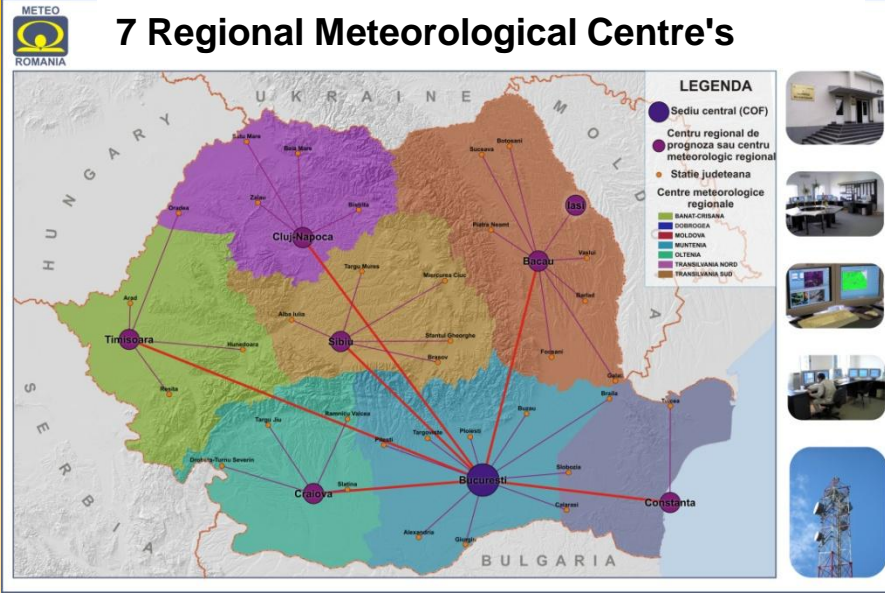 METEO
ROMANIA
7 Regional Meteorological Centre's
UKRAINE
MOLDOVA
HUNGARY
SERBIA
BULGARIA
LEGENDA
Sediu central (COF)
Centru regional de
prognoza sau centru
meteorologic regional
Statie judeteana
Centre meteorologice
regionale
BANAT-CRISANA
DOBROGEA
MOLDOVA
MUNTENIA
OLTENIA
TRANSILVANIA NORD
TRANSILVANIA SUD
Satu Mare
Baia Mare
Suceava
Botosani
Zalau
Bistrita
Oradea
Iasi
Piatra Neamt
Cluj-Napoca
Vaslui
Bacau
Targu Mures
Miercurea Ciuc
Arad
Barlad
Alba Iulia
Timisoara
Sibiu
Sfantul Gheorghe
Hunedoara
Brasov
Focsani
Resita
Galati
Braila
Tulcea
Ramnicu Valcea
Buzau
Targu Jiu
Targoviste
Ploiesti
Pitesti
Drobeta-Turnu Severin
Slobozia
Bucuresti
Slatina
Craiova
Constanta
Calarasi
Alexandria
Giurgiu